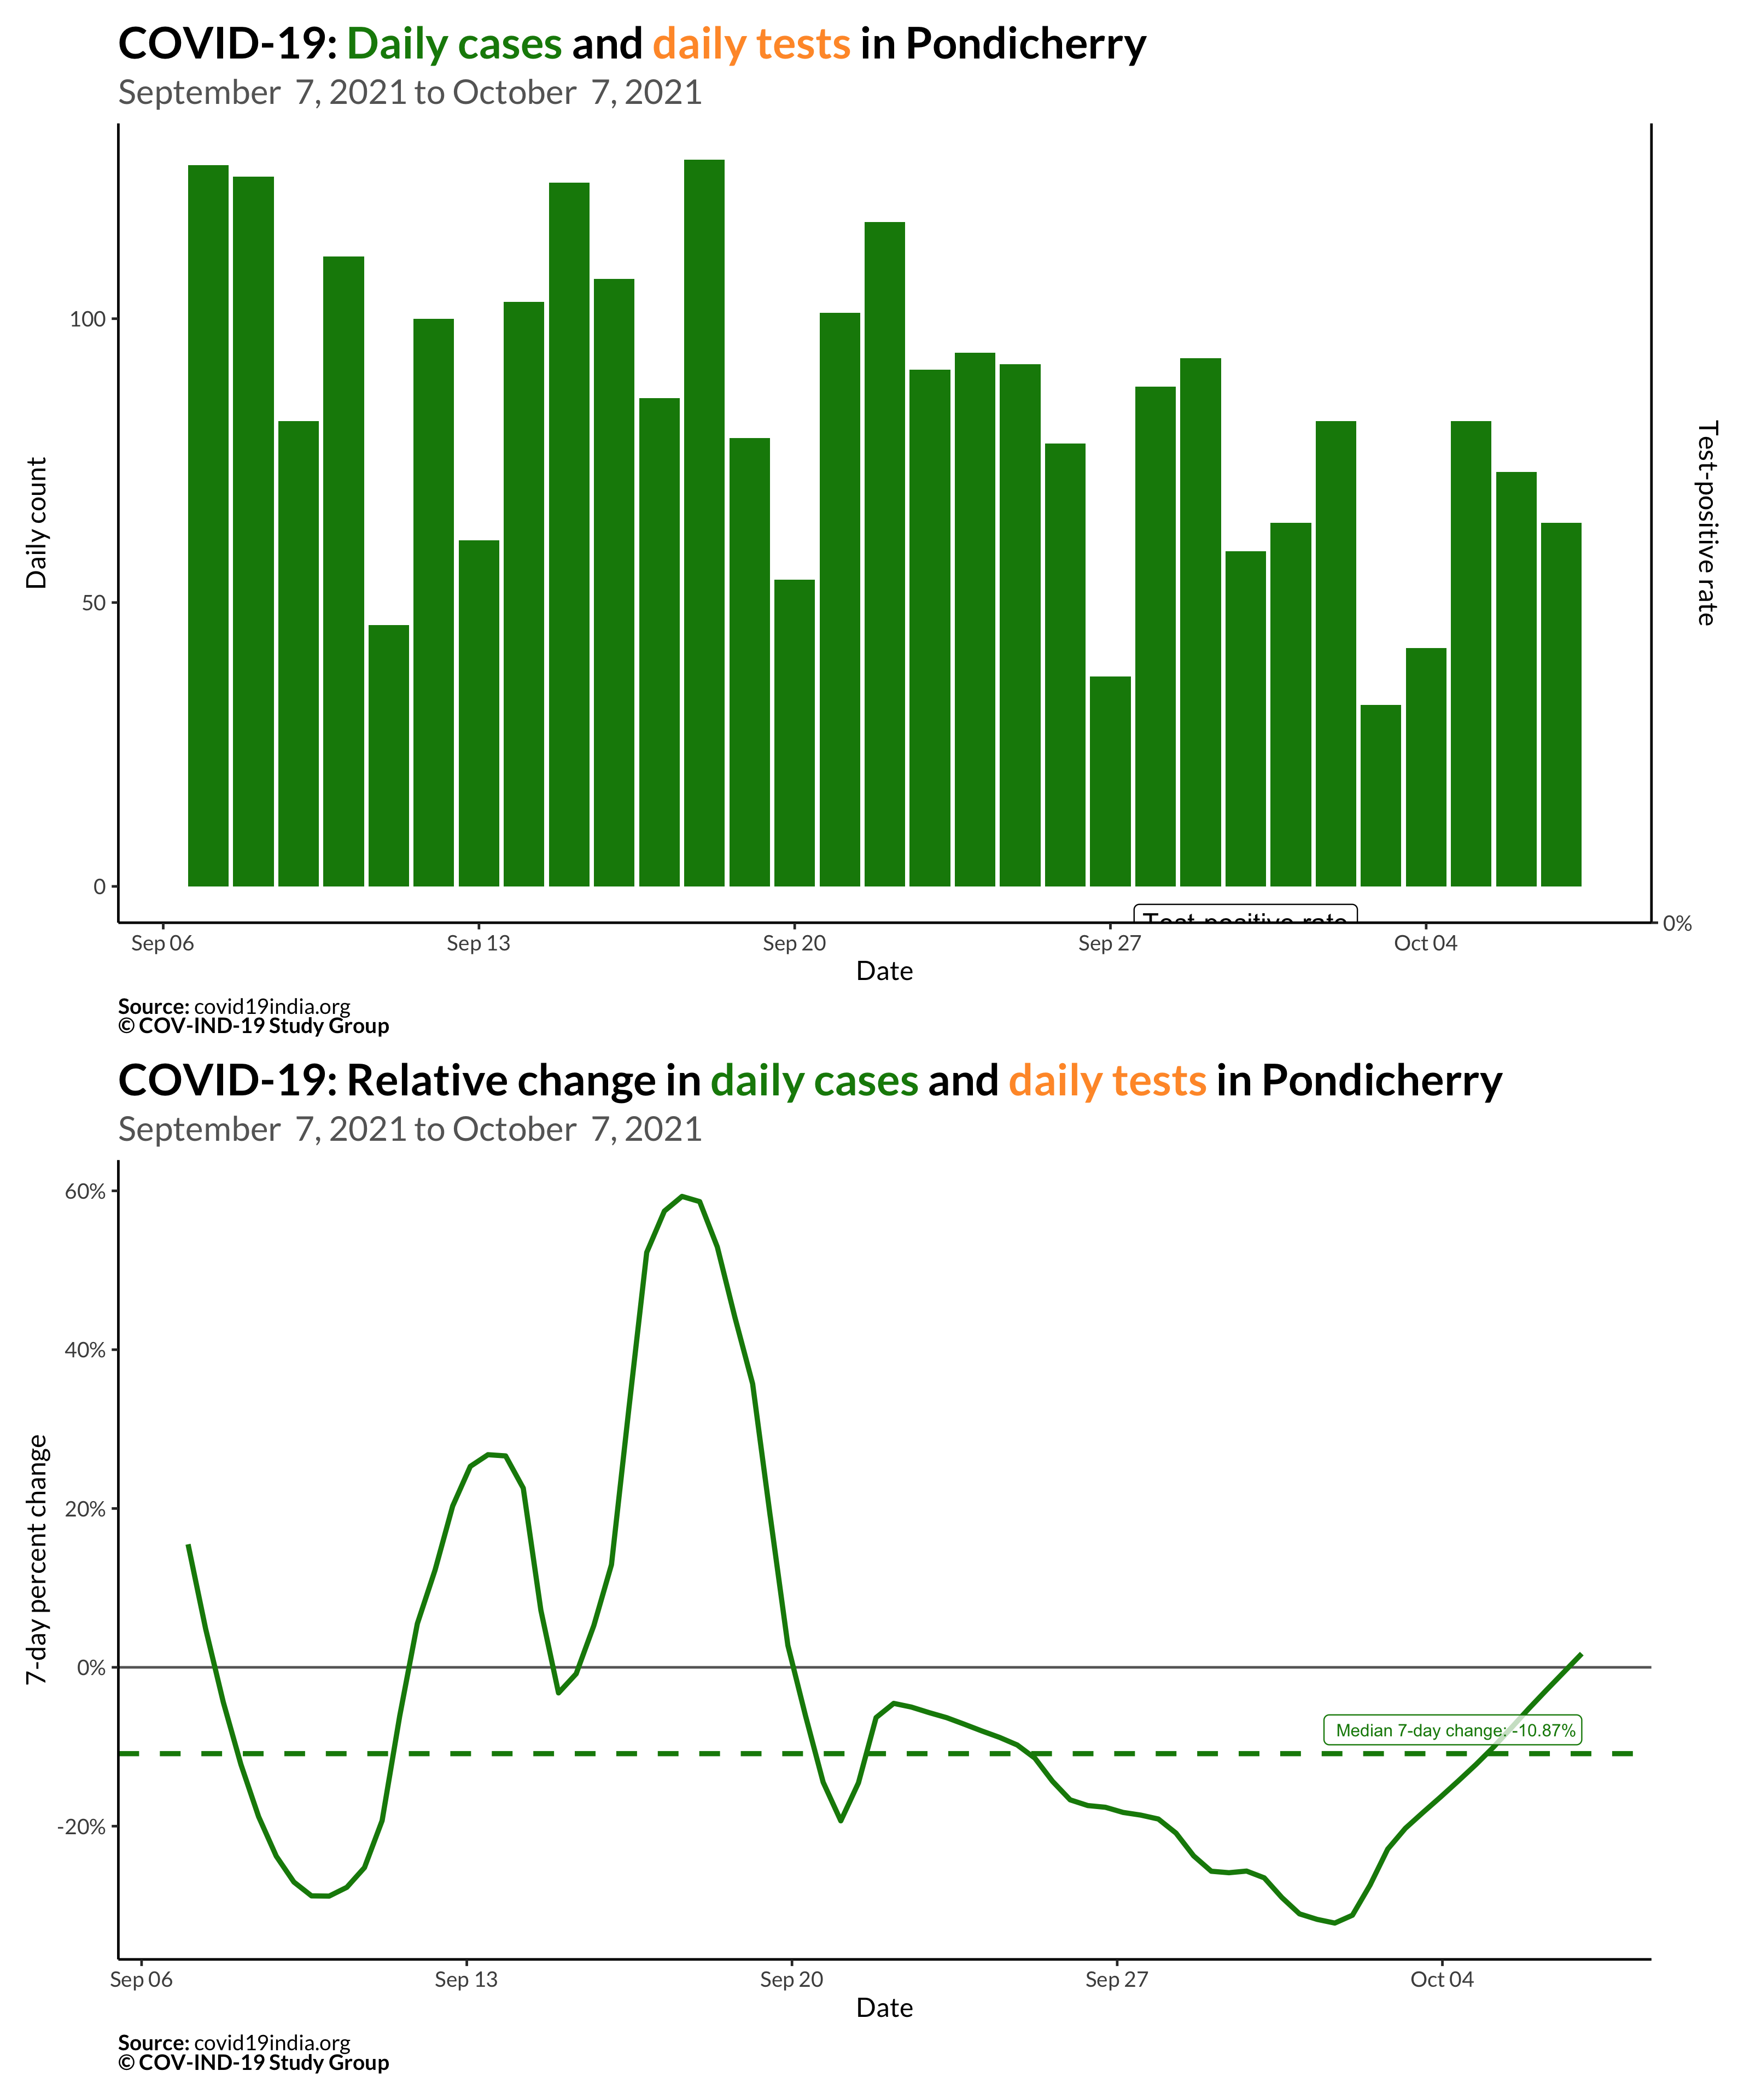 COVID-19: Daily cases and daily tests in Pondicherry
September 7, 2021 to October 7, 2021
100
50
0
Daily count
Test-positive rate
Test-positive rate
0%
Sep 06
Sep 13
Sep 20
Sep 27
Oct 04
Date
Source: covid19india.org
© COV-IND-19 Study Group
COVID-19: Relative change in daily cases and daily tests in Pondicherry
September 7, 2021 to October 7, 2021
60%
40%
20%
0%
-20%
7-day percent change
Median 7-day change: -10.87%
Sep 06
Sep 13
Sep 20
Sep 27
Oct 04
Date
Source: covid19india.org
© COV-IND-19 Study Group